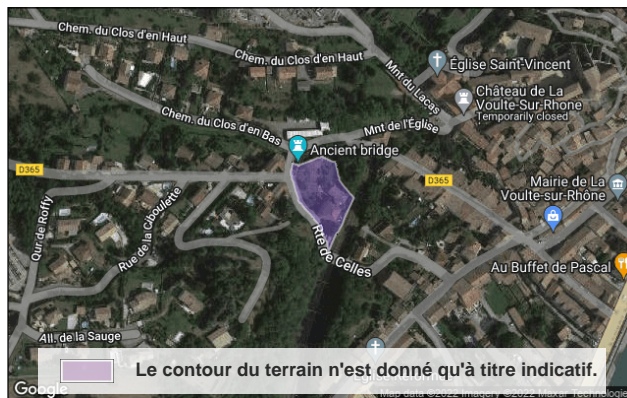 Chem. du Clos d'en Haut
Chem. du Clos d'en Haut
Église Saint-Vincent
Mnt du Lacas
Château de La
Voulte-Sur-Rhone
Temporarily closed
Chem. du Clos d'en Bas
Mnt de l'Église
Ancient bridge
D365
D365
Mairie de La
Voulte-sur-Rhône
Qur de Roffy
Rue de la Ciboulette
Rte de Celles
Au Buffet de Pascal
All. de la Sauge
Le contour du terrain n'est donné qu'à titre indicatif.
Google
Map data ©2022 Imagery ©2022 Maxar Technologie